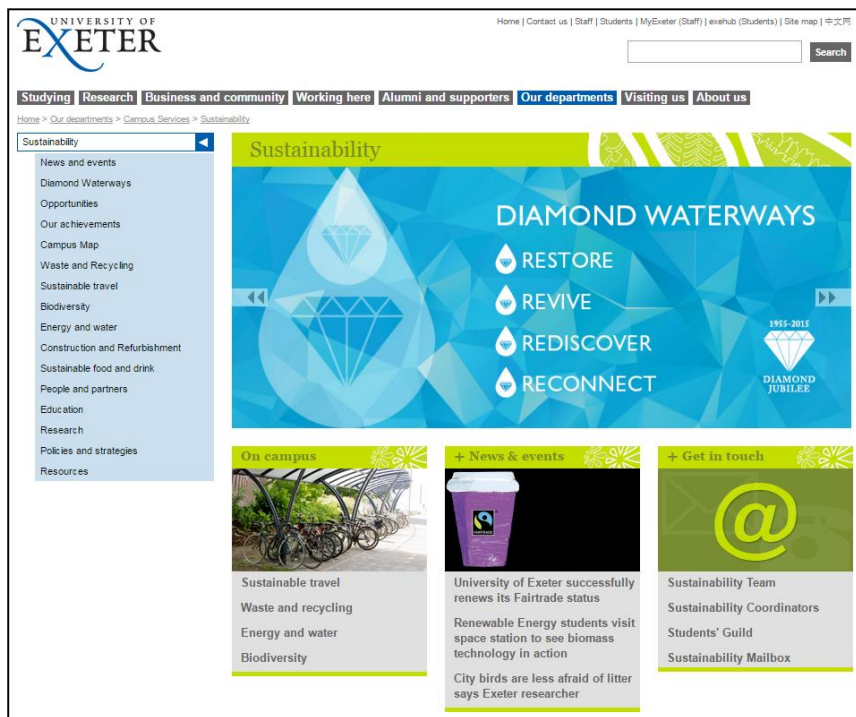 UNIVERSITY OF
EXETER
Home | Contact us | Staff | Students | MyExeter (Staff) | exehub (Students) | Site map | 中文网
Search
Studying Research Business and community Working here Alumni and supporters Our departments Visiting us About us
Home > Our departments > Campus Services > Sustainability
Sustainability
News and events
Diamond Waterways
Opportunities
Our achievements
Campus Map
Waste and Recycling
Sustainable travel
Biodiversity
Energy and water
Construction and Refurbishment
Sustainable food and drink
People and partners
Education
Research
Policies and strategies
Resources
Sustainability
DIAMOND WATERWAYS
RESTORE
REVIVE
REDISCOVER
RECONNECT
1955-2015
DIAMOND
JUBILEE
On campus
Sustainable travel
Waste and recycling
Energy and water
Biodiversity
+ News & events
FAIRTRADE
University of Exeter successfully
renews its Fairtrade status
Renewable Energy students visit
space station to see biomass
technology in action
City birds are less afraid of litter
says Exeter researcher
+ Get in touch
@
Sustainability Team
Sustainability Coordinators
Students' Guild
Sustainability Mailbox